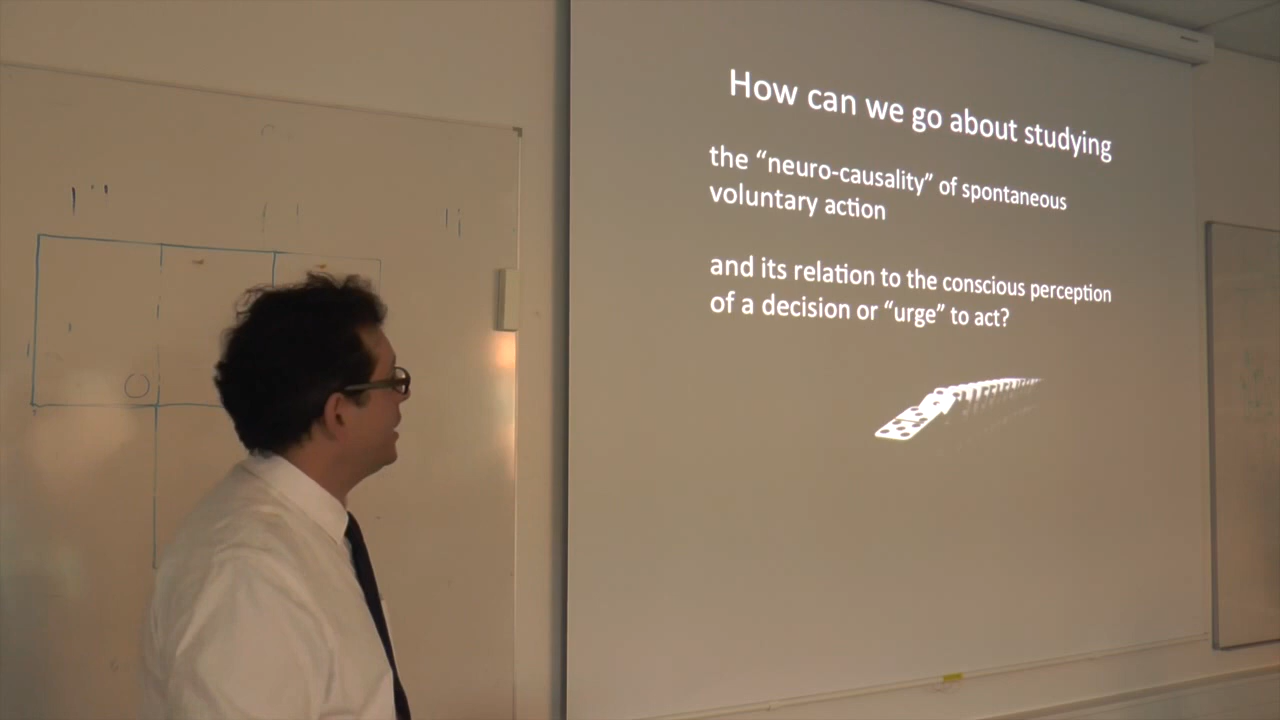 How can we go about studying
the “neuro-causality” of spontaneous
voluntary action
and its relation to the conscious perception
of a decision or “urge” to act?